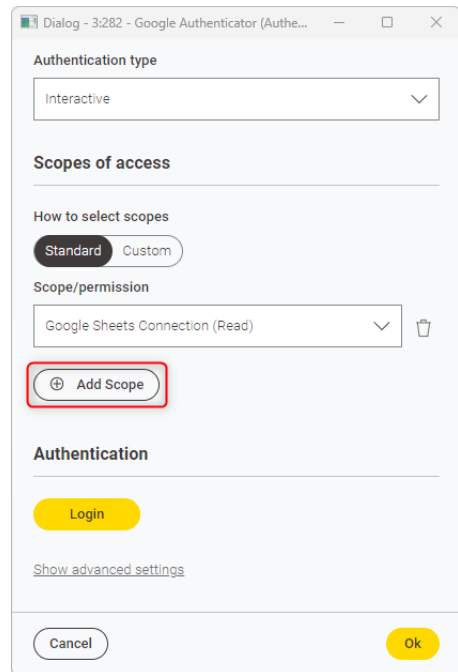 Dialog - 3:282 - Google Authenticator (Authe...
Authentication type
Interactive
Scopes of access
How to select scopes
Standard Custom
Scope/permission
Google Sheets Connection (Read)
Add Scope
Authentication
Login
Show advanced settings
Cancel Ok